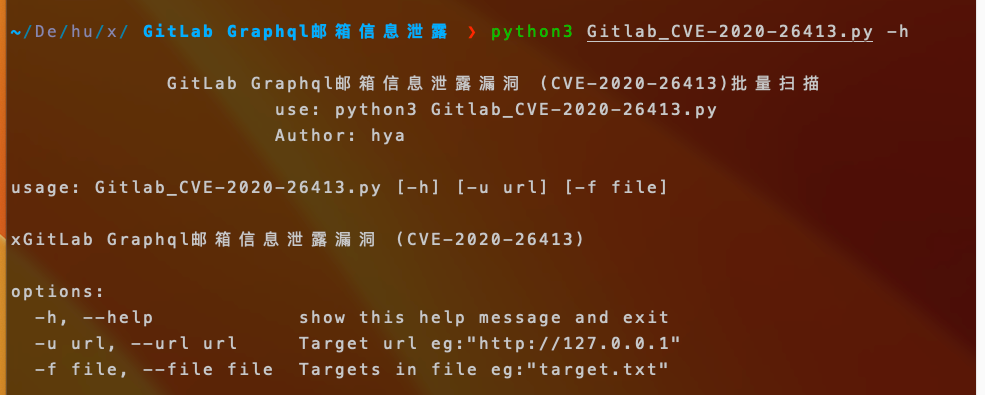 ~/De/hu/x/ GitLab Graphql邮箱信息泄露 ❯ python3 Gitlab_CVE-2020-26413.py -h
GitLab Graphql邮箱信息泄露漏洞 (CVE-2020-26413)批量扫描
use: python3 Gitlab_CVE-2020-26413.py
Author: hya
usage: Gitlab_CVE-2020-26413.py [-h] [-u url] [-f file]
xGitLab Graphql邮箱信息泄露漏洞 (CVE-2020-26413)
options:
-h, --help show this help message and exit
-u url, --url url Target url eg:"http://127.0.0.1"
-f file, --file file Targets in file eg:"target.txt"